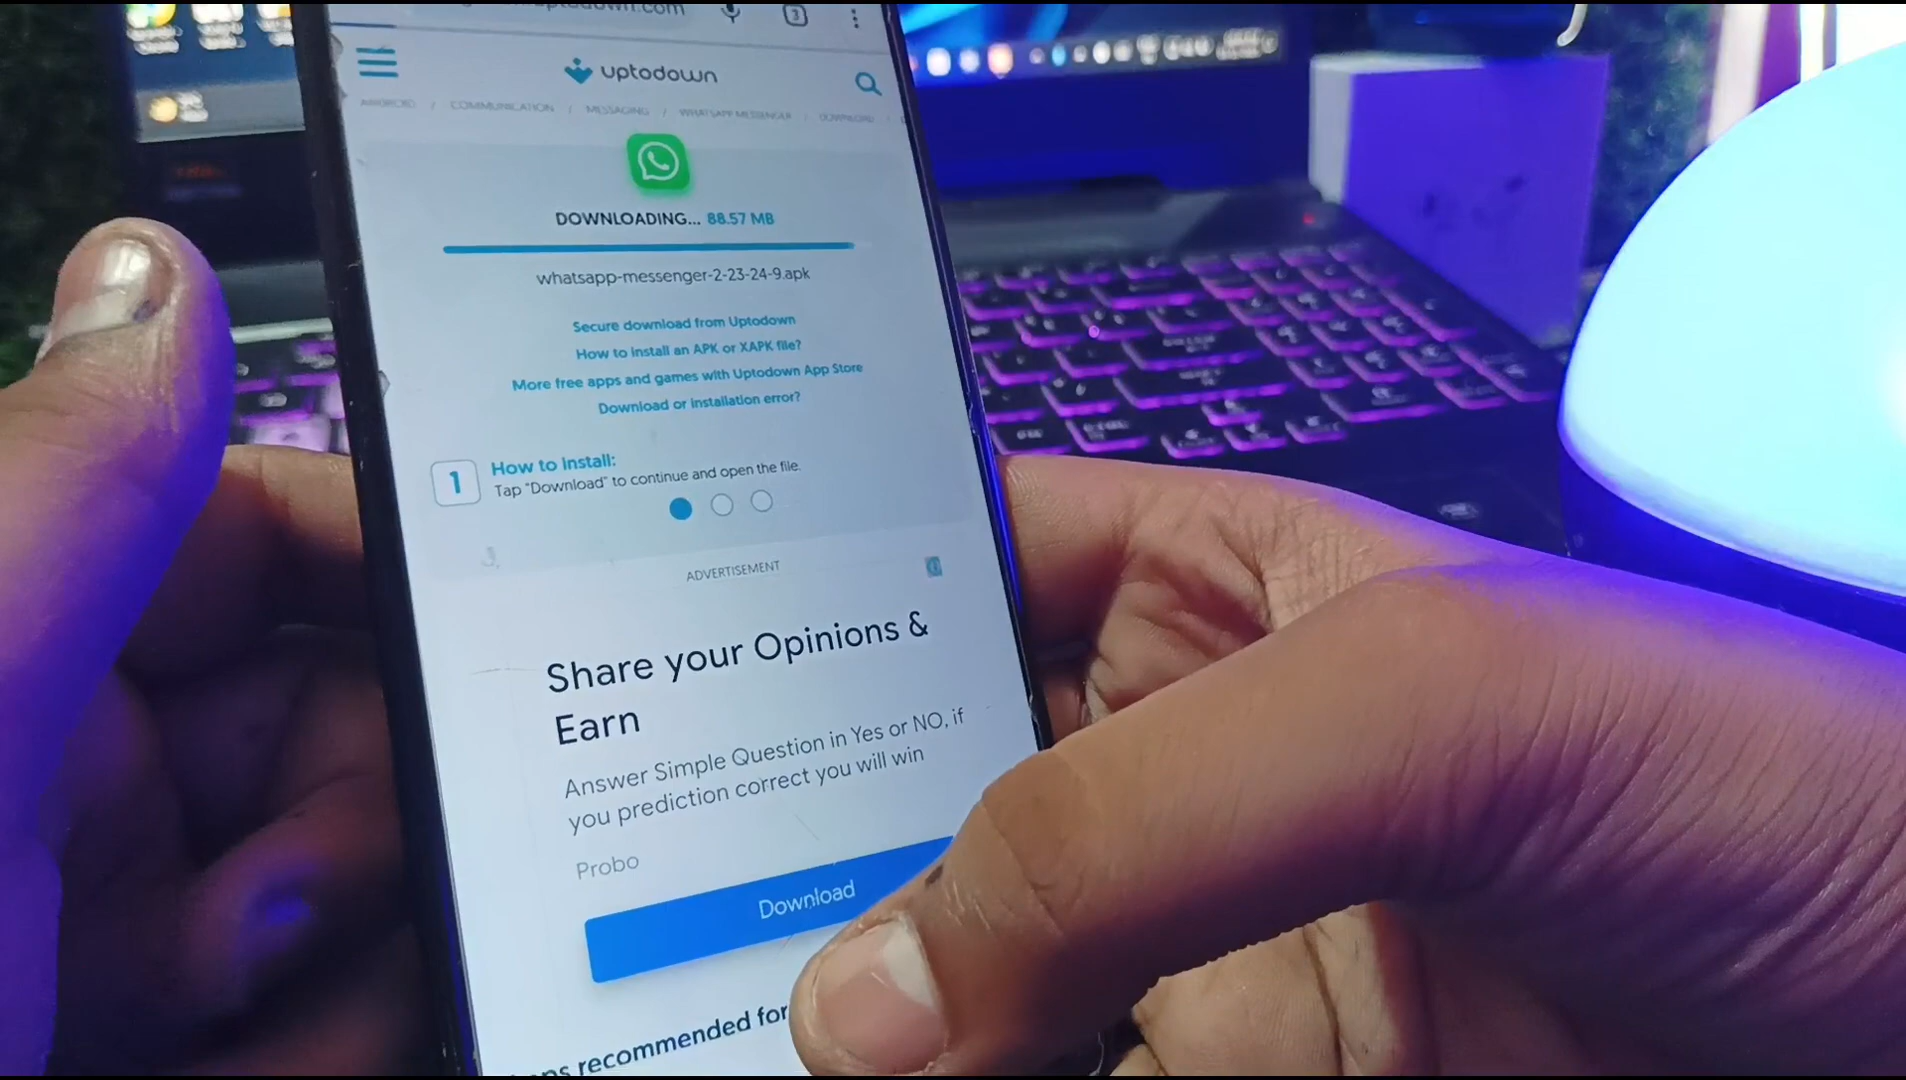 uptodown
ANDROID / COMMUNICATION / MESSAGING / WHATSAPP MESSENGER / DOWNLOAD /
DOWNLOADING... 88.57 MB
whatsapp-messenger-2-23-24-9.apk
Secure download from Uptodown
How to install an APK or XAPK file?
More free apps and games with Uptodown App Store
Download or installation error?
1
How to install:
Tap "Download" to continue and open the file.
ADVERTISEMENT
Share your Opinions &
Earn
Answer Simple Question in Yes or NO, if
you prediction correct you will win
Probo
Download
recommended for